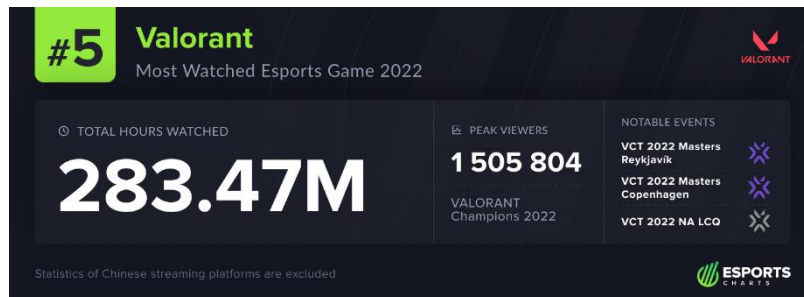 #5
Valorant
Most Watched Esports Game 2022
VALORANT
TOTAL HOURS WATCHED
283.47M
PEAK VIEWERS
1 505 804
VALORANT
Champions 2022
NOTABLE EVENTS
VCT 2022 Masters
Reykjavík
VCT 2022 Masters
Copenhagen
VCT 2022 NA LCQ
Statistics of Chinese streaming platforms are excluded
ESPORTS
CHARTS